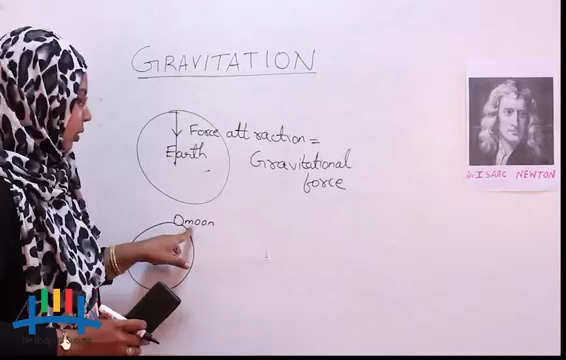 GRAVITATION
Force attraction =
Earth
Gravitational
force
moon
Sir ISAAC NEWTON